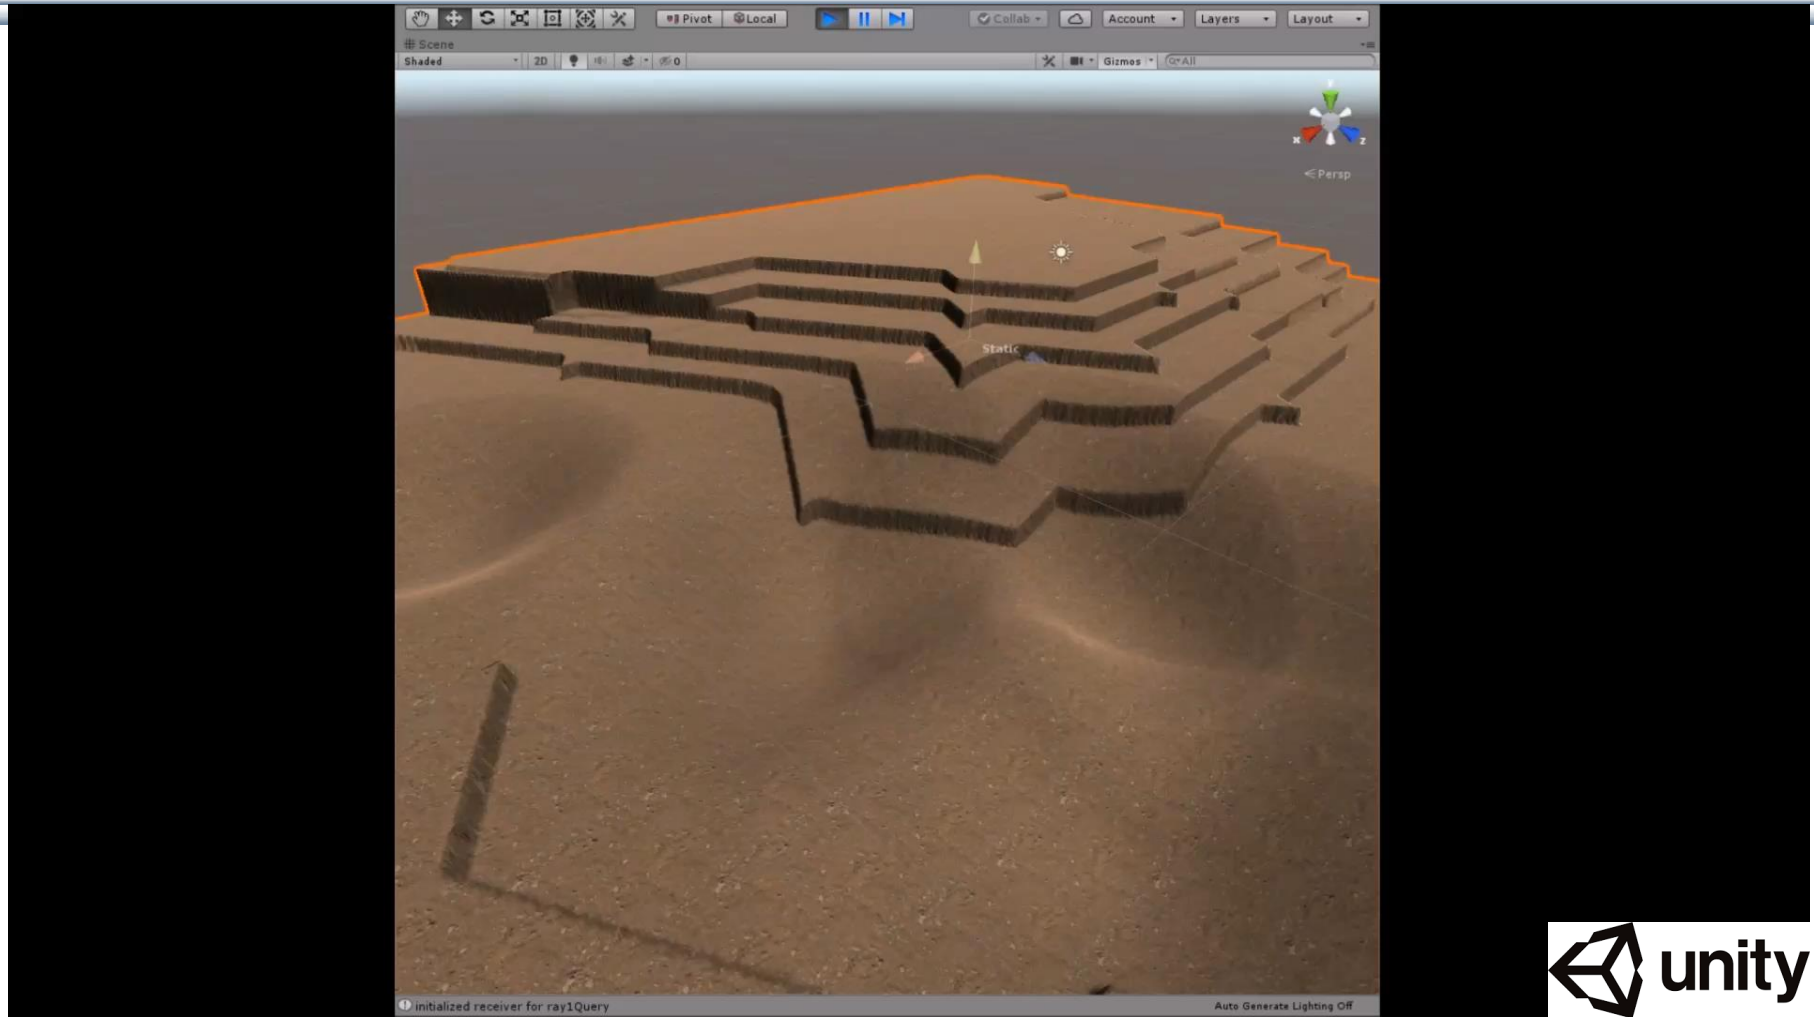 Pivot Local Collab Account Layers Layout
Scene
Shaded 2D 0 Gizmos All
Y
X Z
Persp
Static
initialized receiver for ray1Query Auto Generate Lighting Off
unity